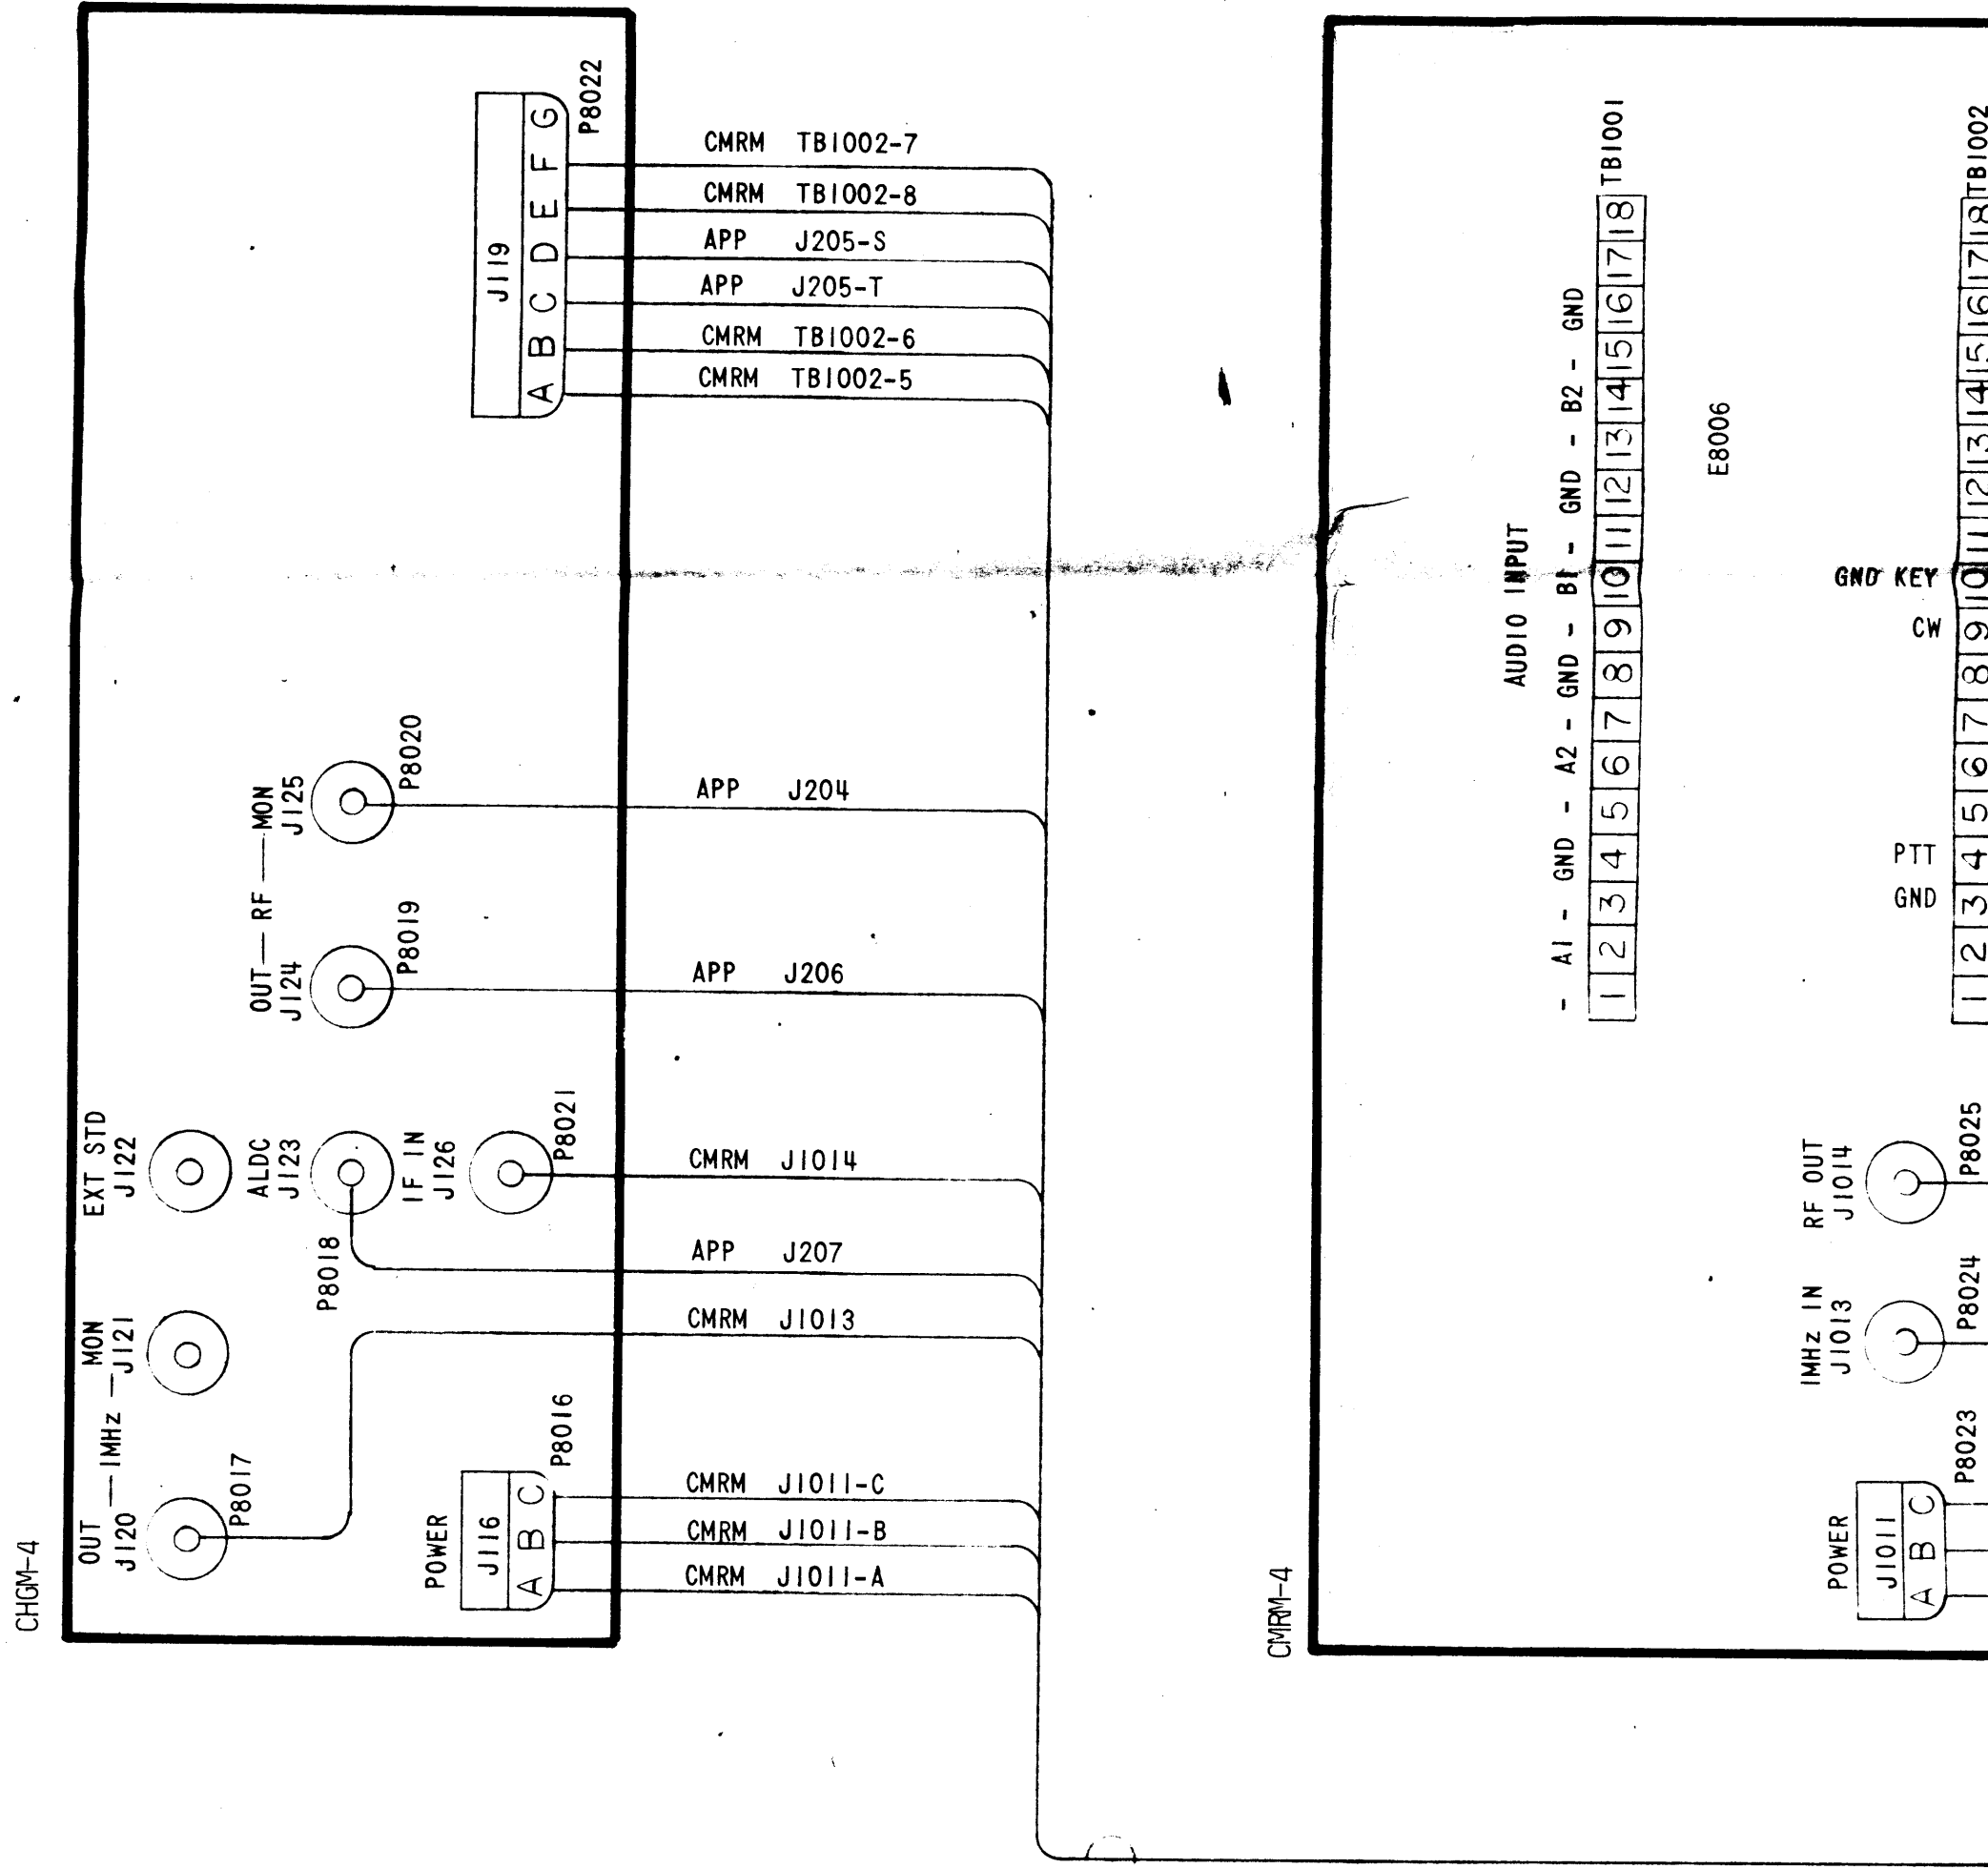 CHGM-4
OUT —1MHz— MON
J120
J121
P8017
EXT STD
J122
ALDC
J123
P8018
IF IN
J126
P8021
OUT—RF—MON
J124
J125
P8019
P8020
POWER
J116
A B C
P8016
J119
A B C D E F G
P8022
CMRM TB1002-7
CMRM TB1002-8
APP J205-S
APP J205-T
CMRM TB1002-6
CMRM TB1002-5
APP J204
APP J206
CMRM J1014
APP J207
CMRM J1013
CMRM J1011-C
CMRM J1011-B
CMRM J1011-A
CMRM-4
AUDIO INPUT
- A1 - GND - A2 - GND - B1 - GND - B2 - GND
1 2 3 4 5 6 7 8 9 10 11 12 13 14 15 16 17 18 TB1001
E8006
GND KEY
CW
PTT
GND
1 2 3 4 5 6 7 8 9 10 11 12 13 14 15 16 17 18 TB1002
RF OUT
J1014
P8025
1MHz IN
J1013
P8024
POWER
J1011
A B C
P8023